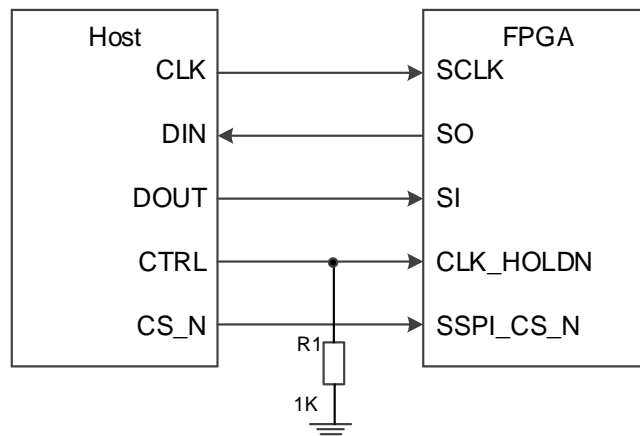 Host
FPGA
CLK
SCLK
DIN
SO
DOUT
SI
CTRL
CLK_HOLDN
CS_N
SSPI_CS_N
R1
1K